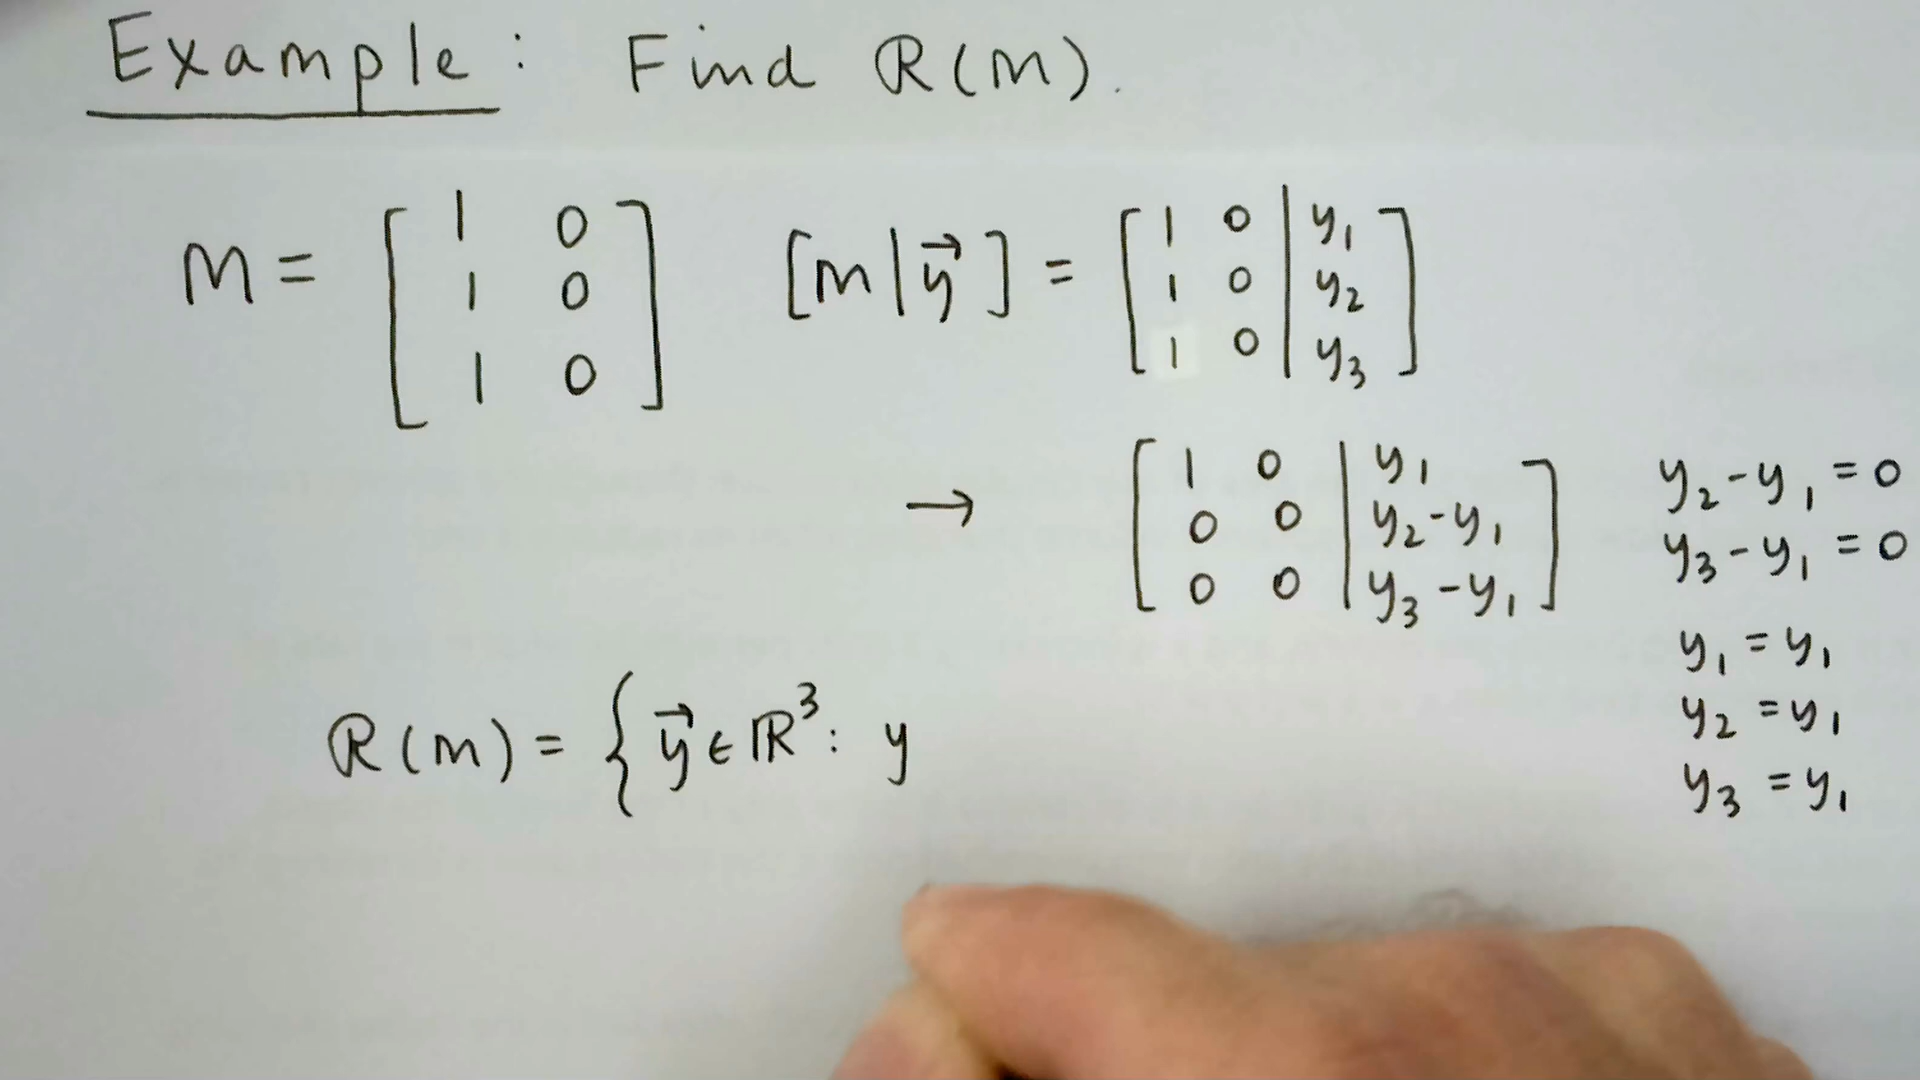 Example: Find R(M).
M = [ 1 0 ; 1 0 ; 1 0 ] [M|y⃗] = [ 1 0 | y₁ ; 1 0 | y₂ ; 1 0 | y₃ ]
→ [ 1 0 | y₁ ; 0 0 | y₂-y₁ ; 0 0 | y₃-y₁ ]
y₂-y₁ = 0
y₃-y₁ = 0
y₁ = y₁
y₂ = y₁
y₃ = y₁
R(M) = { y⃗ ∈ ℝ³: y